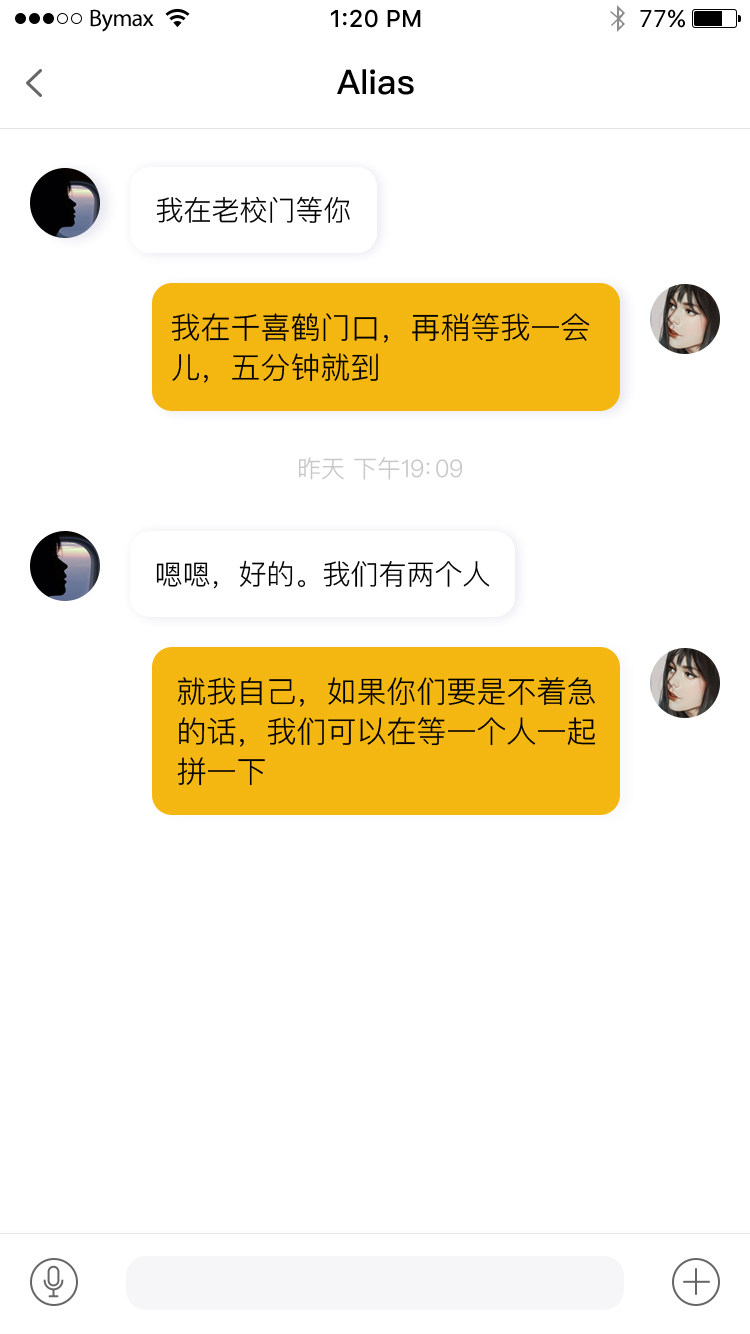 Bymax 1:20 PM 77%
Alias
我在老校门等你
我在千喜鹤门口，再稍等我一会
儿，五分钟就到
昨天 下午19:09
嗯嗯，好的。我们有两个人
就我自己，如果你们要是不着急
的话，我们可以在等一个人一起
拼一下